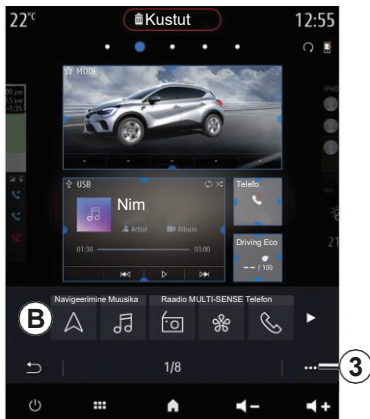 22°C
Kustut
12:55
MODE
USB
Nim
Artist
Album
01:30
03:00
Telefo
Driving Eco
-- / 100
B
Navigeerimine Muusika
Raadio MULTI-SENSE Telefon
1/8
...
3
- +